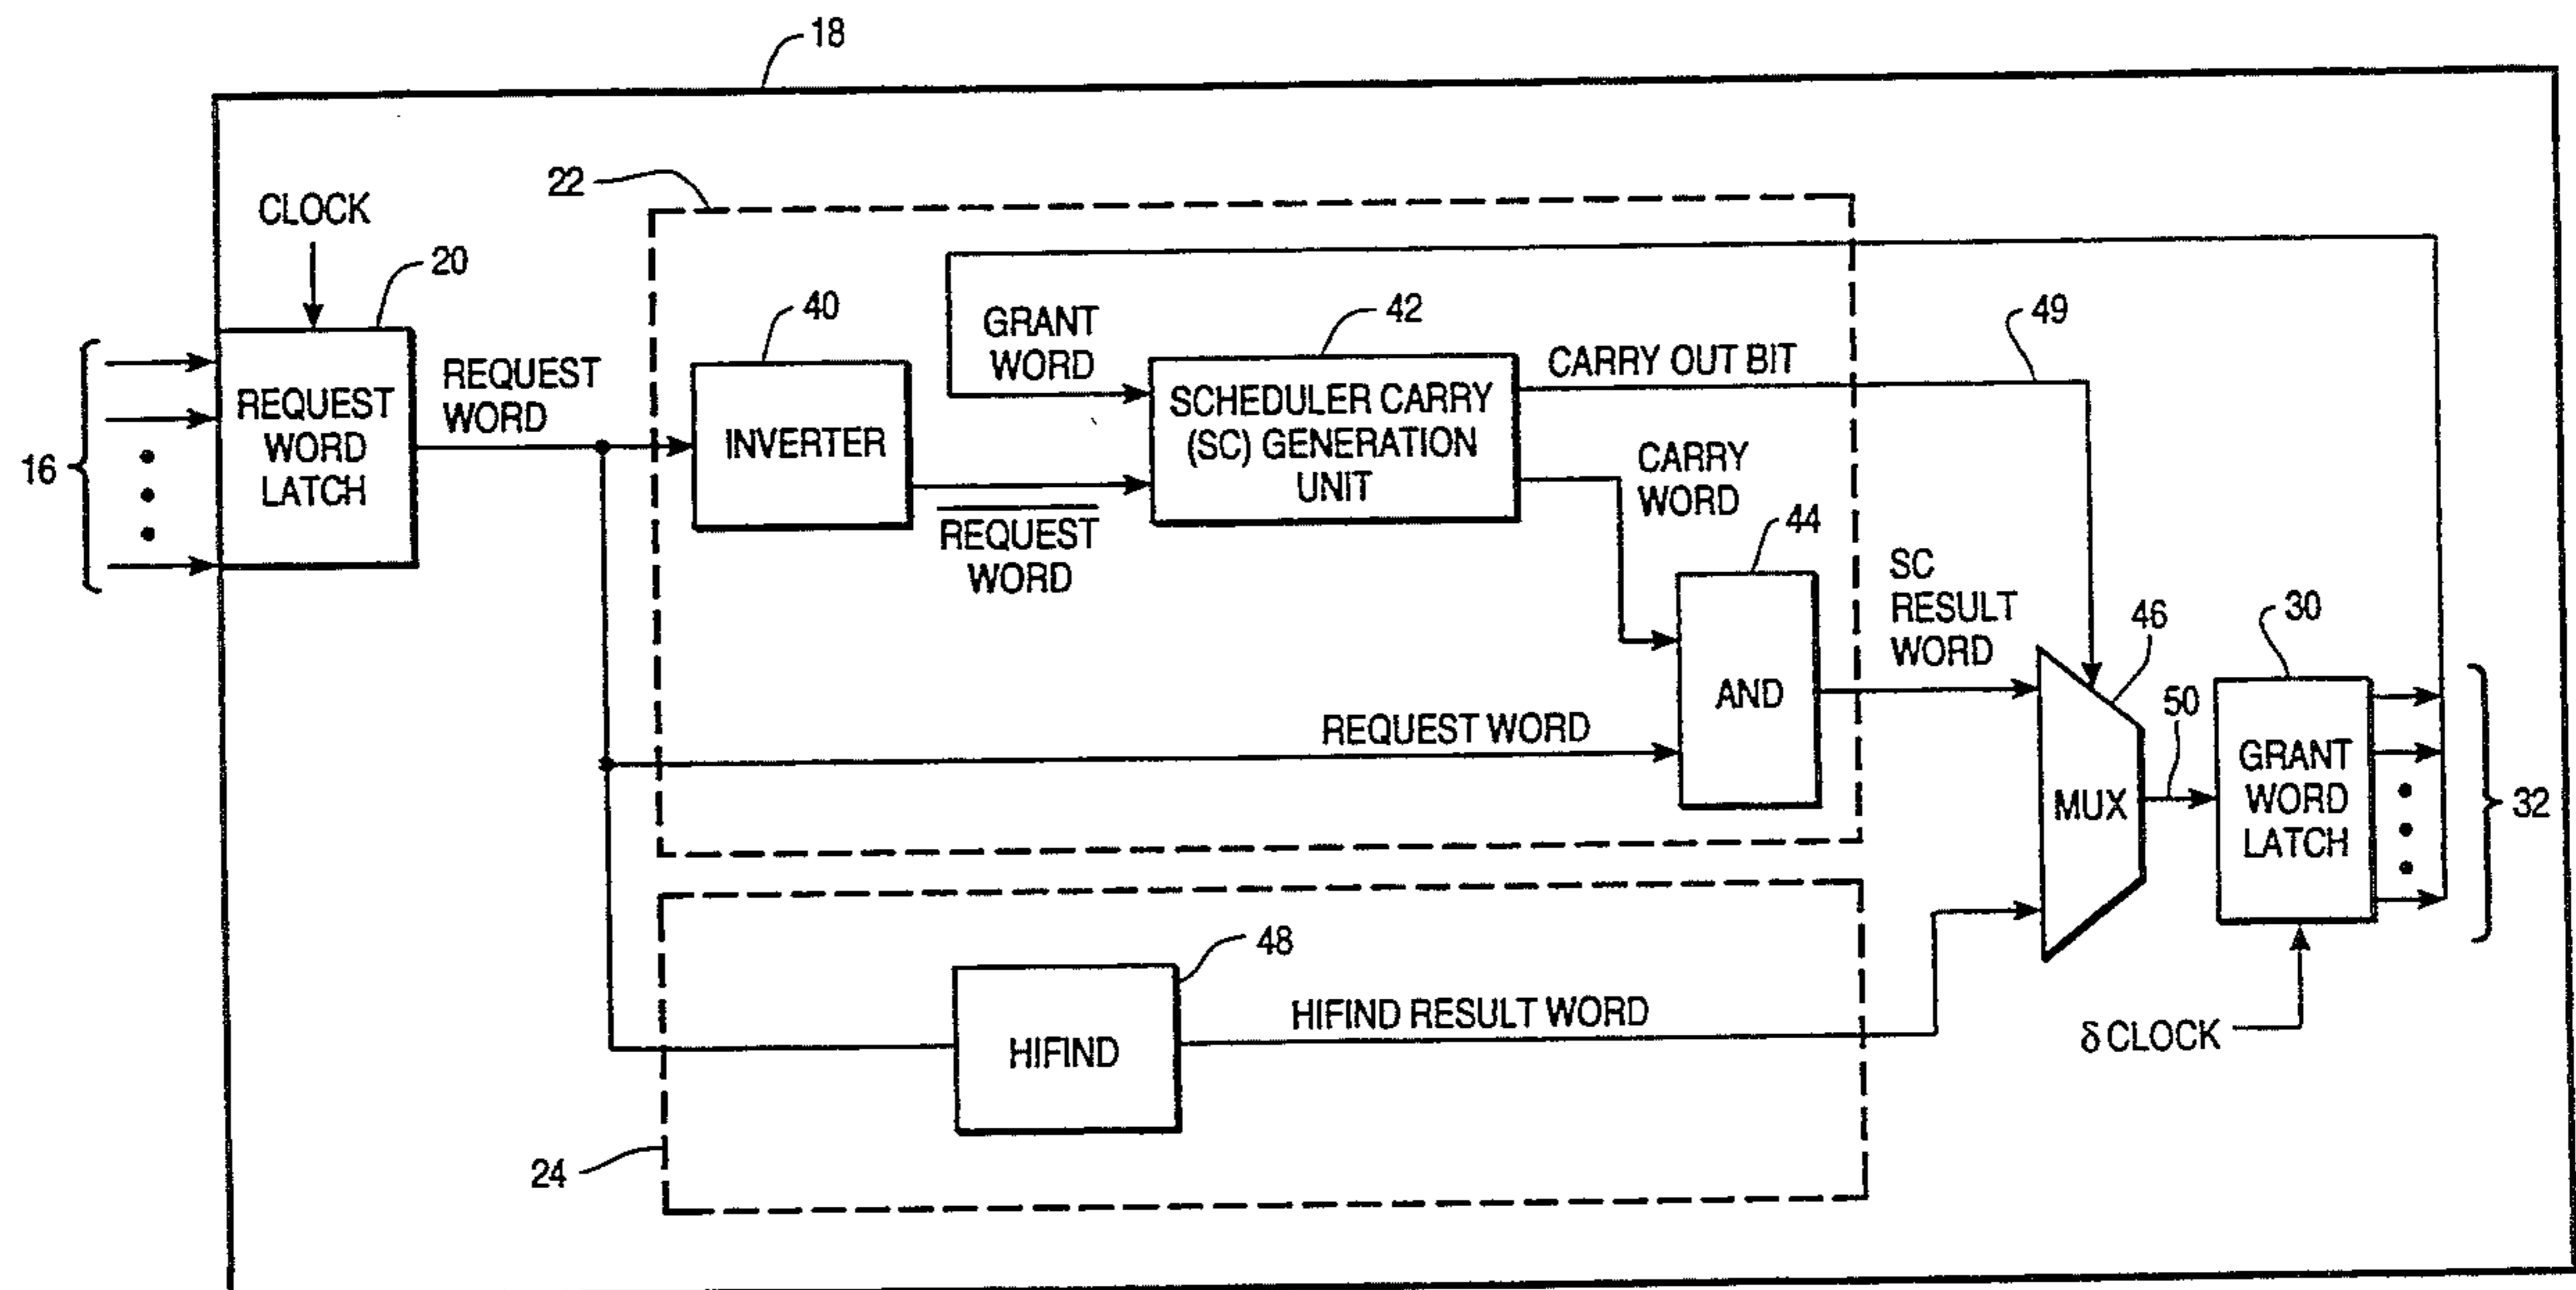 18
22
CLOCK
20
40
GRANT
WORD
42
CARRY OUT BIT
49
REQUEST
WORD
16
REQUEST
WORD
LATCH
INVERTER
SCHEDULER CARRY
(SC) GENERATION
UNIT
CARRY
WORD
REQUEST
WORD
44
SC
RESULT
WORD
46
30
AND
50
REQUEST WORD
MUX
GRANT
WORD
LATCH
32
48
HIFIND
HIFIND RESULT WORD
δ CLOCK
24